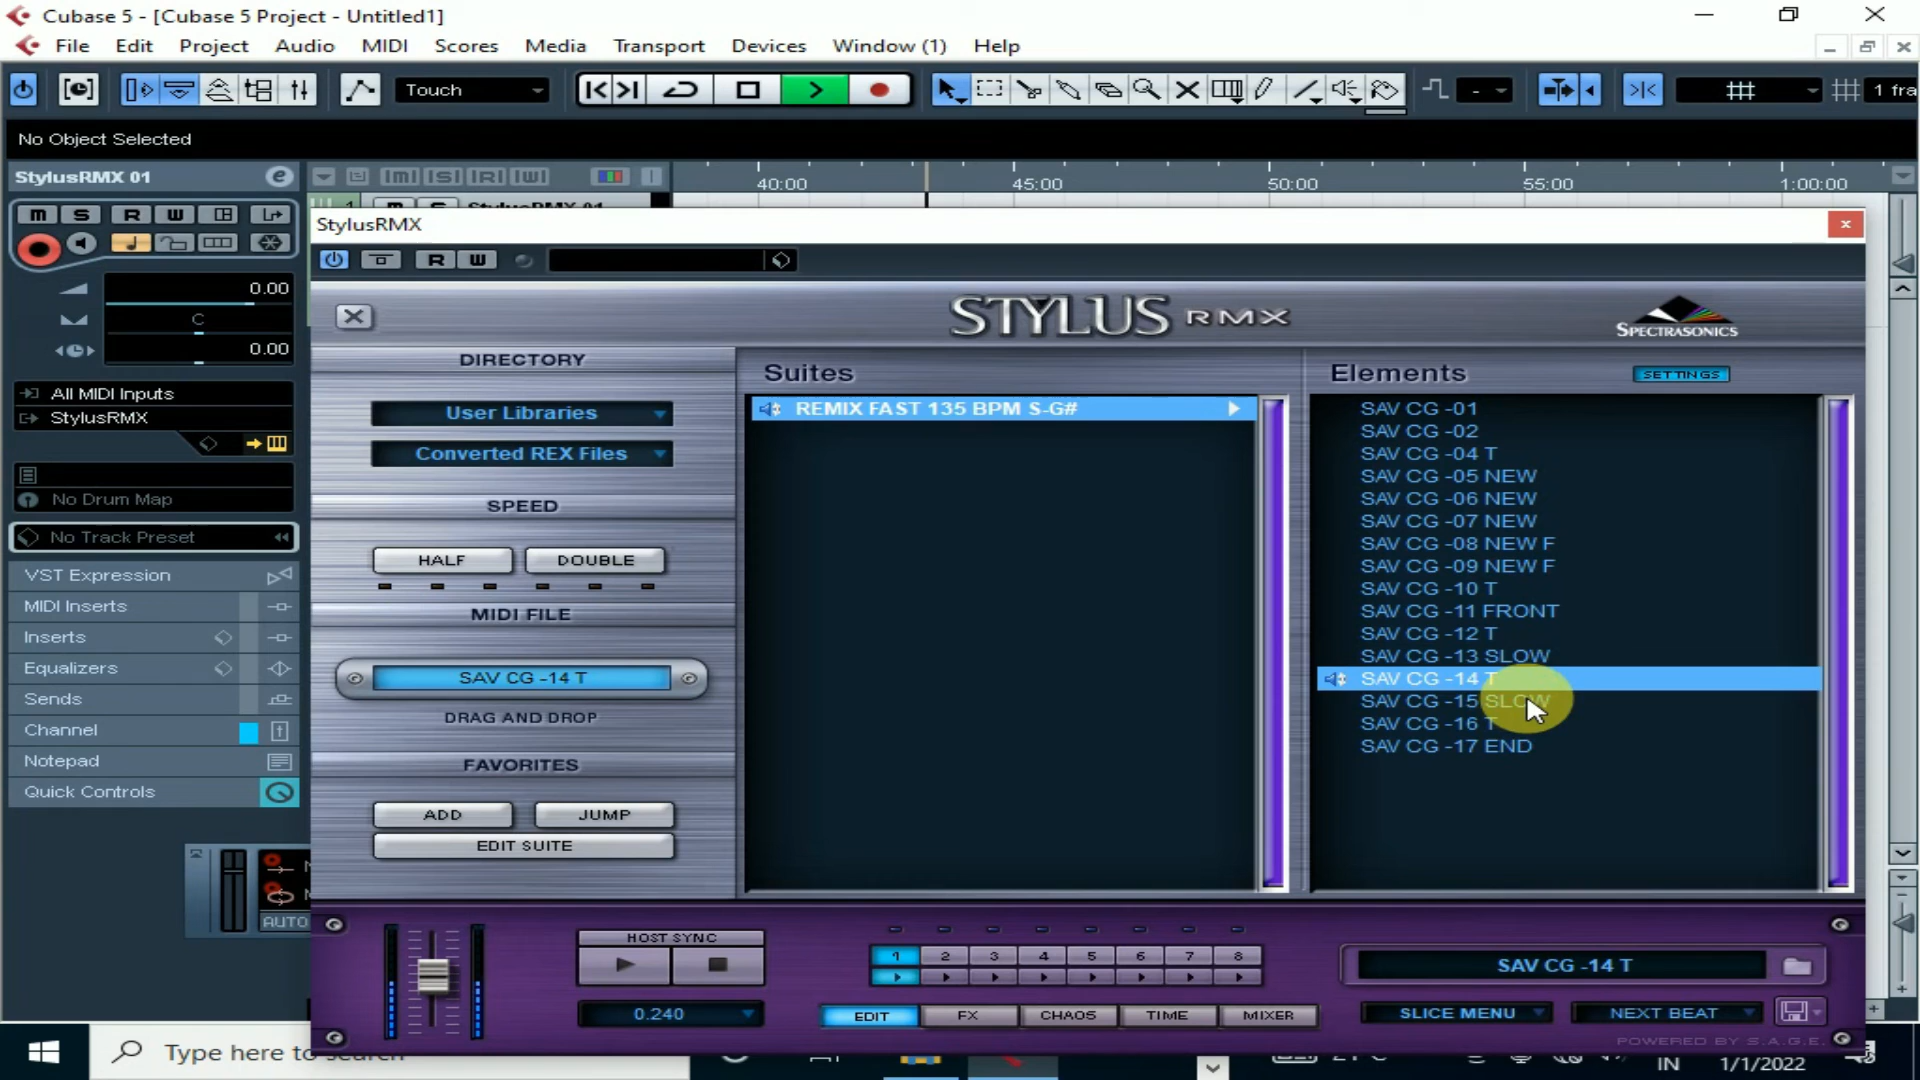 Cubase 5 - [Cubase 5 Project - Untitled1]
File Edit Project Audio MIDI Scores Media Transport Devices Window (1) Help
Touch
- 1 fra
No Object Selected
StylusRMX 01
40:00 45:00 50:00 55:00 1:00:00
StylusRMX 01
StylusRMX
M S R W
R W
0.00
C
0.00
All MIDI Inputs
StylusRMX
No Drum Map
No Track Preset
VST Expression
MIDI Inserts
Inserts
Equalizers
Sends
Channel
Notepad
Quick Controls
AUTO
STYLUS RMX
SPECTRASONICS
DIRECTORY
User Libraries
Converted REX Files
SPEED
HALF DOUBLE
MIDI FILE
SAV CG -14 T
DRAG AND DROP
FAVORITES
ADD JUMP
EDIT SUITE
Suites
REMIX FAST 135 BPM S-G#
Elements SETTINGS
SAV CG -01
SAV CG -02
SAV CG -04 T
SAV CG -05 NEW
SAV CG -06 NEW
SAV CG -07 NEW
SAV CG -08 NEW F
SAV CG -09 NEW F
SAV CG -10 T
SAV CG -11 FRONT
SAV CG -12 T
SAV CG -13 SLOW
SAV CG -14 T
SAV CG -15 SLOW
SAV CG -16 T
SAV CG -17 END
HOST SYNC
0.240
1 2 3 4 5 6 7 8
EDIT FX CHAOS TIME MIXER
SAV CG -14 T
SLICE MENU NEXT BEAT
POWERED BY S.A.G.E.
Type here to search
IN 1/1/2022